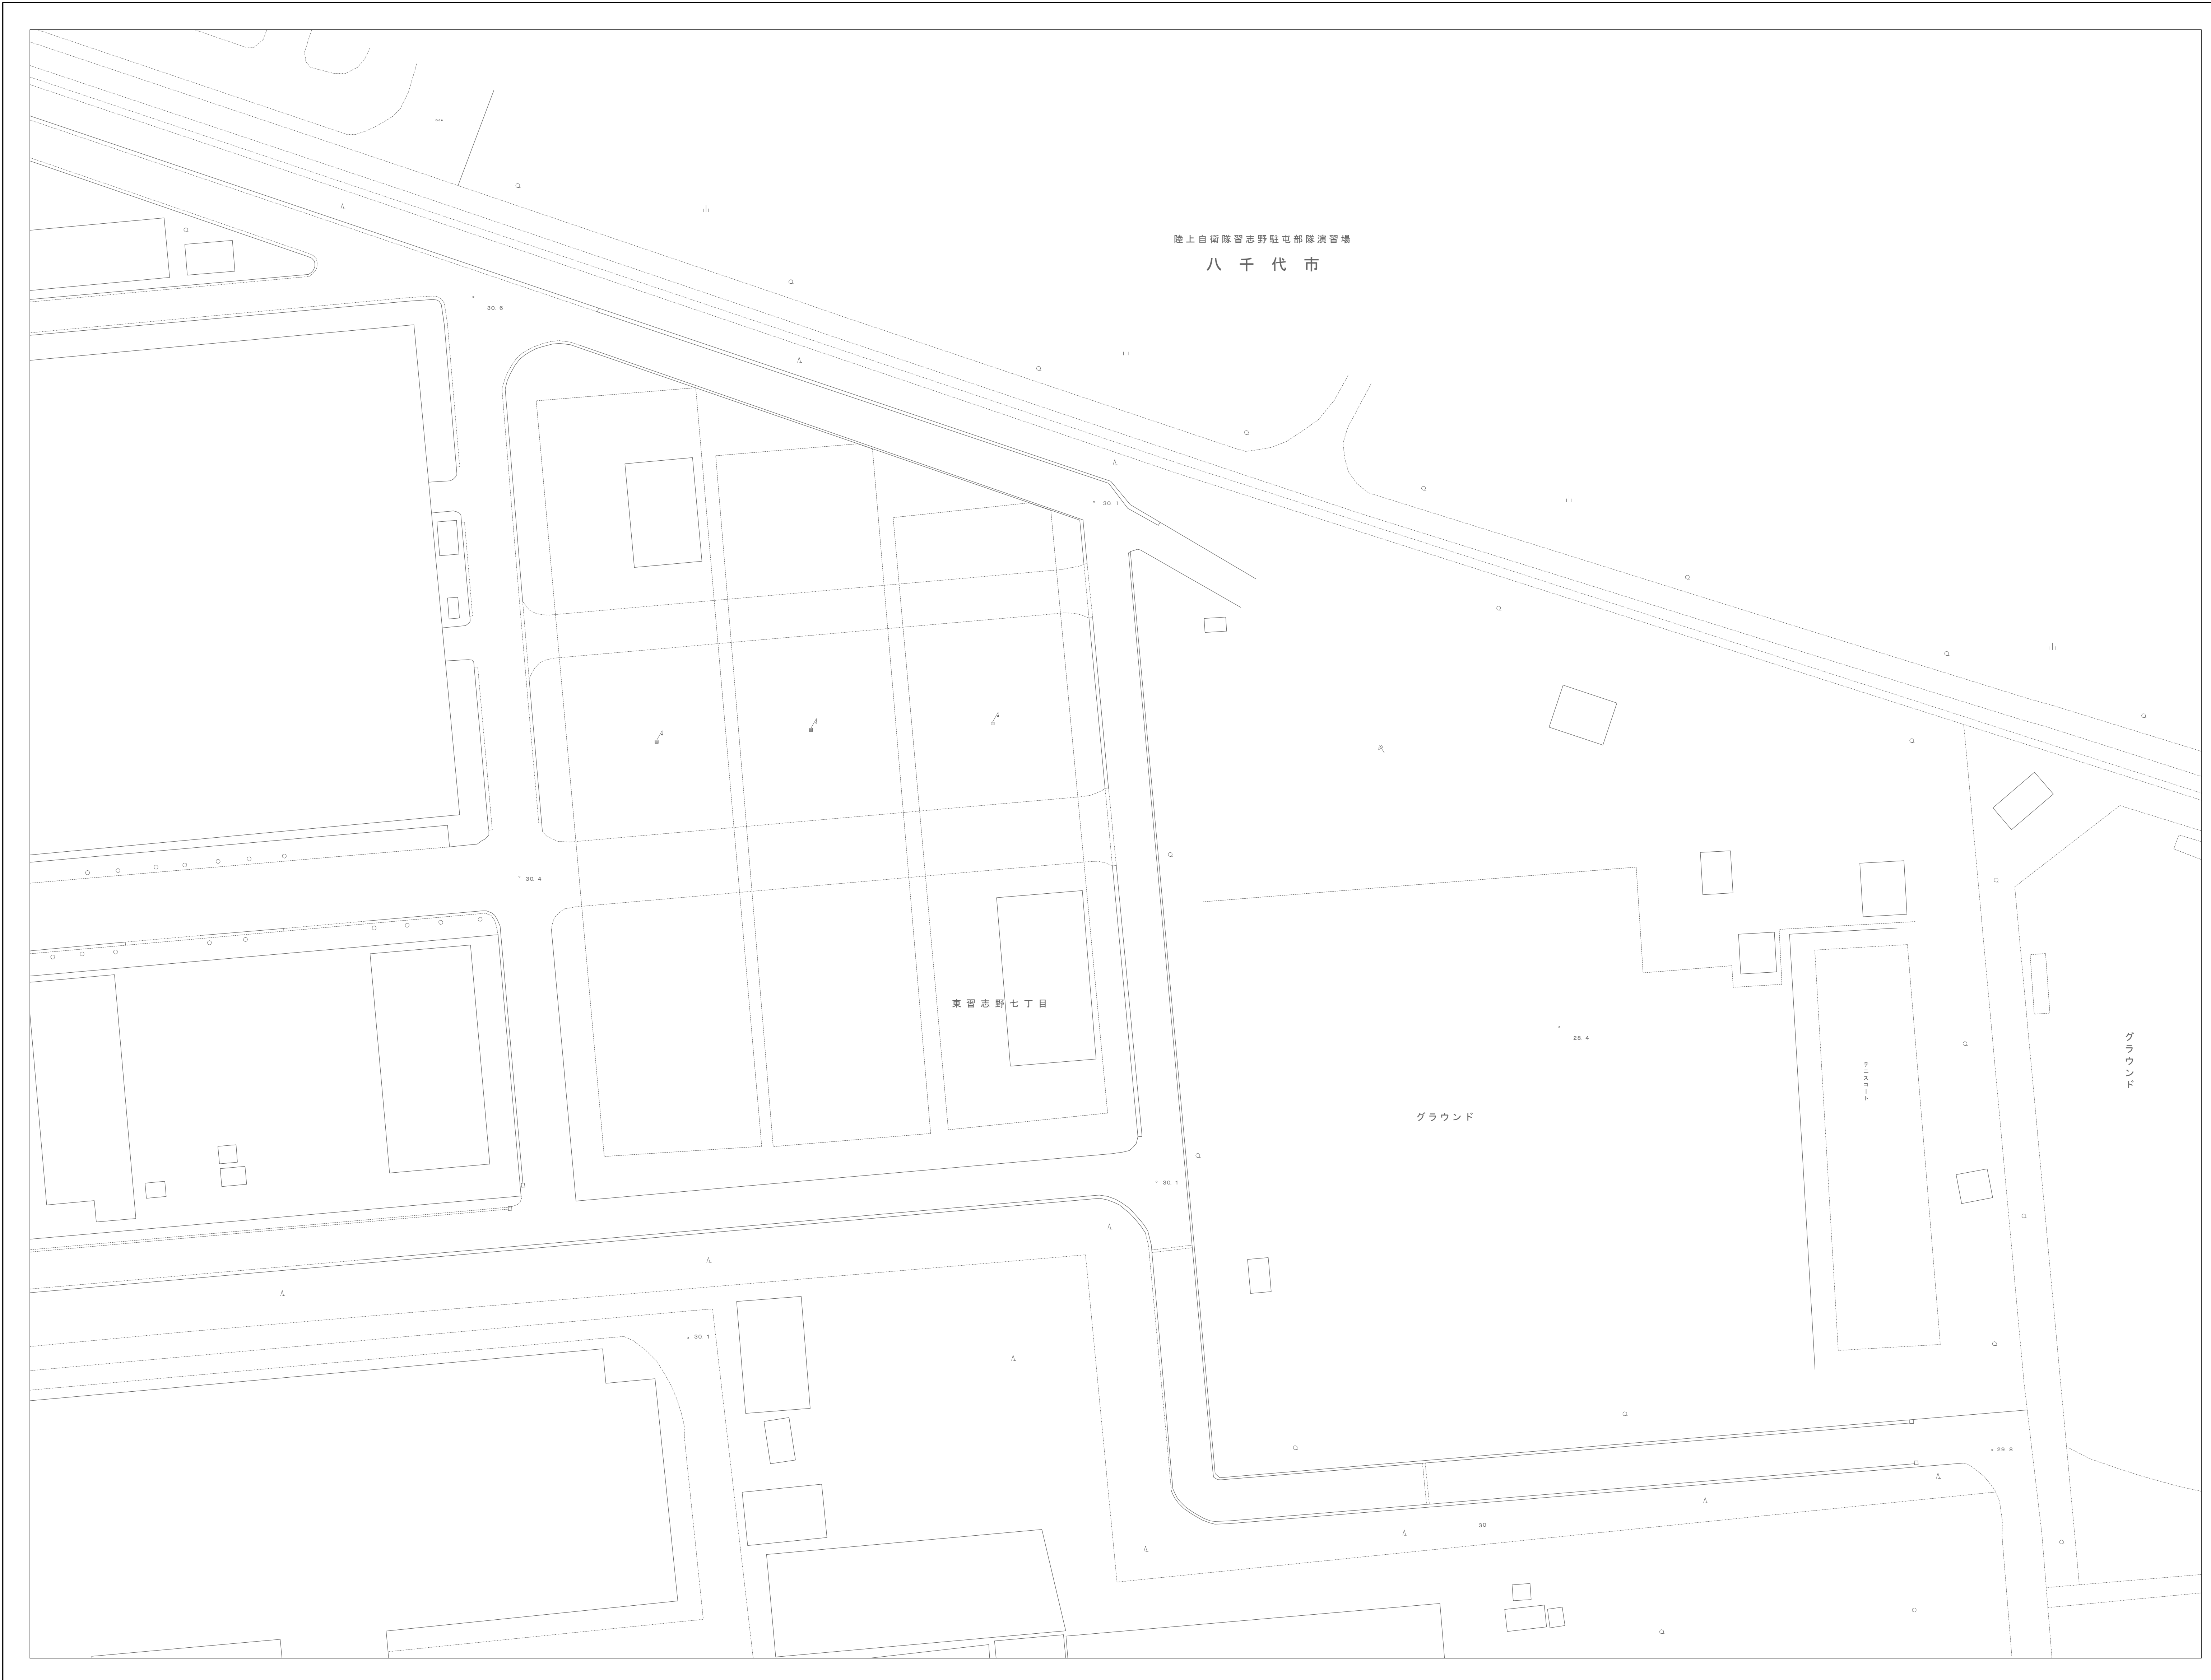 陸上自衛隊習志野駐屯部隊演習場
八千代市
30.6
30.1
30.4
東習志野七丁目
28.4
グラウンド
テニスコート
グラウンド
30.1
30.1
29.8
30